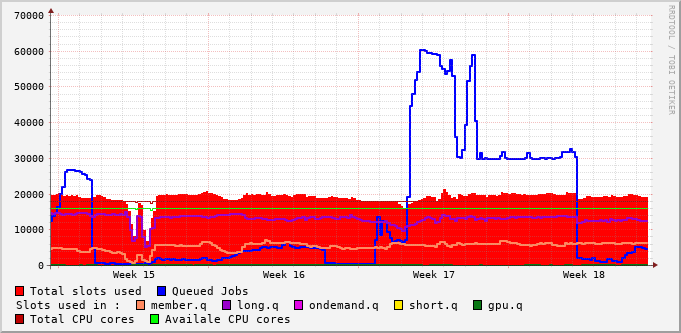 70000
60000
50000
40000
30000
20000
10000
0
Week 15 Week 16 Week 17 Week 18
Total slots used Queued Jobs
Slots used in : member.q long.q ondemand.q short.q gpu.q
Total CPU cores Availale CPU cores
RRDTOOL / TOBI OETIKER